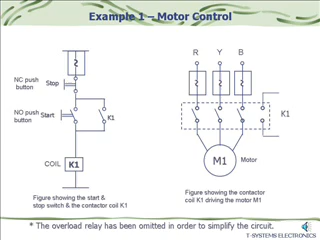 Example 1 – Motor Control
R Y B
NC push
button
Stop
NO push
button
Start
K1
K1
COIL
K1
M1
Motor
Figure showing the start &
stop switch & the contactor coil K1
Figure showing the contactor
coil K1 driving the motor M1
* The overload relay has been omitted in order to simplify the circuit.
T-SYSTEMS ELECTRONICS